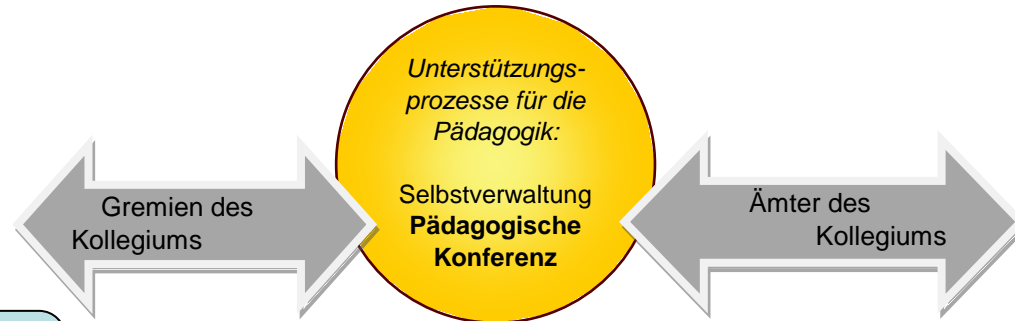 Unterstützungs-
prozesse für die
Pädagogik:
Selbstverwaltung
Pädagogische
Konferenz
Gremien des
Kollegiums
Ämter des
Kollegiums